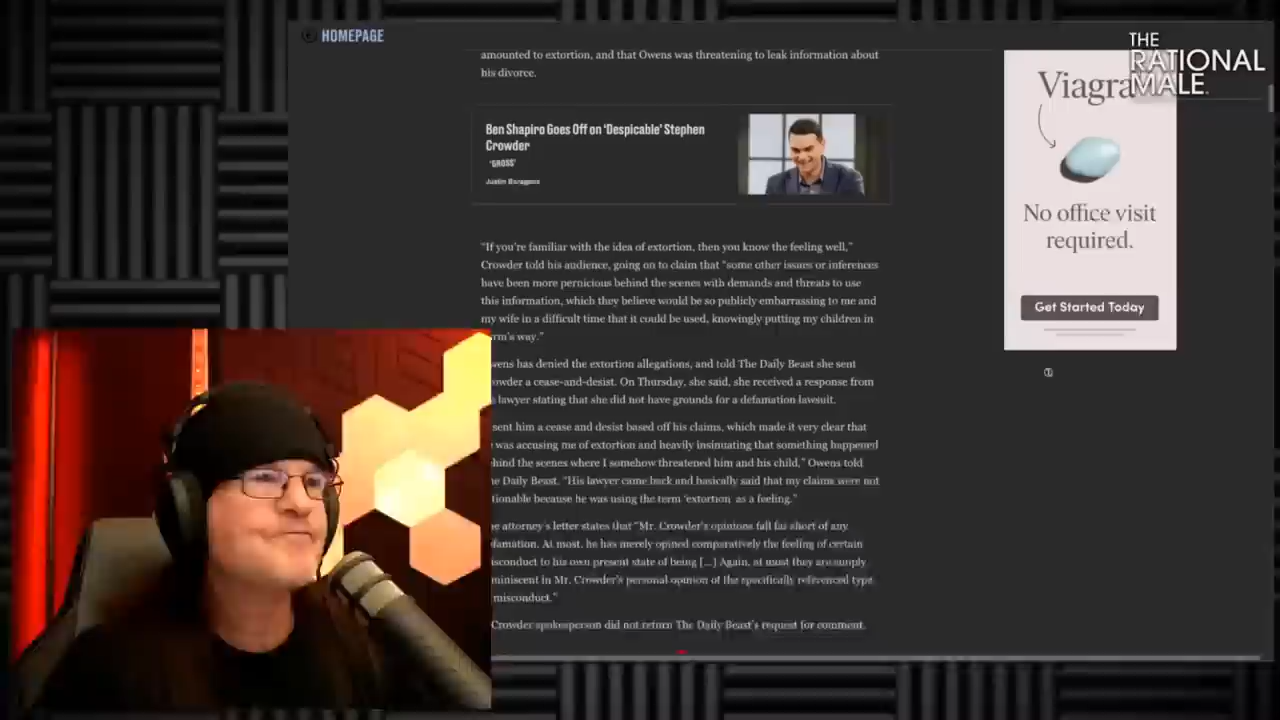 HOMEPAGE
THE
RATIONAL
MALE.
amounted to extortion, and that Owens was threatening to leak information about
his divorce.
Ben Shapiro Goes Off on ‘Despicable’ Stephen
Crowder
‘GROSS’
Justin Baragona
“If you’re familiar with the idea of extortion, then you know the feeling well,”
Crowder told his audience, going on to claim that “some other issues or inferences
have been more pernicious behind the scenes with demands and threats to use
this information, which they believe would be so publicly embarrassing to me and
my wife in a difficult time that it could be used, knowingly putting my children in
arm’s way.”
wens has denied the extortion allegations, and told The Daily Beast she sent
owder a cease-and-desist. On Thursday, she said, she received a response from
lawyer stating that she did not have grounds for a defamation lawsuit.
sent him a cease and desist based off his claims, which made it very clear that
was accusing me of extortion and heavily insinuating that something happened
ehind the scenes where I somehow threatened him and his child,” Owens told
he Daily Beast. “His lawyer came back and basically said that my claims were not
tionable because he was using the term ‘extortion’ as a feeling.”
e attorney’s letter states that “Mr. Crowder’s opinions fall far short of any
famation. At most, he has merely opined comparatively the feeling of certain
isconduct to his own present state of being [...] Again, at most they are simply
miniscent in Mr. Crowder’s personal opinion of the specifically referenced type
misconduct.”
Crowder spokesperson did not return The Daily Beast’s request for comment.
Viagra
No office visit
required.
Get Started Today